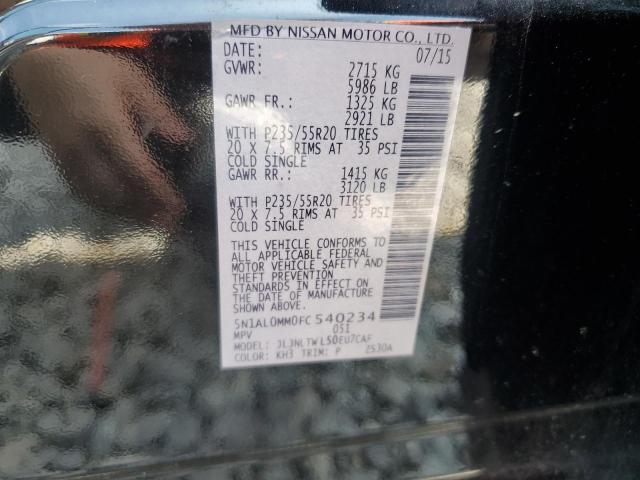 MFD BY NISSAN MOTOR CO., LTD.
DATE: 07/15
GVWR: 2715 KG
5986 LB
GAWR FR.: 1325 KG
2921 LB
WITH P235/55R20 TIRES
20 X 7.5 RIMS AT 35 PSI
COLD SINGLE
GAWR RR.: 1415 KG
3120 LB
WITH P235/55R20 TIRES
20 X 7.5 RIMS AT 35 PSI
COLD SINGLE
THIS VEHICLE CONFORMS TO
ALL APPLICABLE FEDERAL
MOTOR VEHICLE SAFETY AND
THEFT PREVENTION
STANDARDS IN EFFECT ON
THE DATE OF MANUFACTURE
SHOWN ABOVE.
5N1AL0MM0FC 540234
MPV 051
MODEL: JLJNLTWL50EU7CAF
COLOR: KH3 TRIM: P 2530A